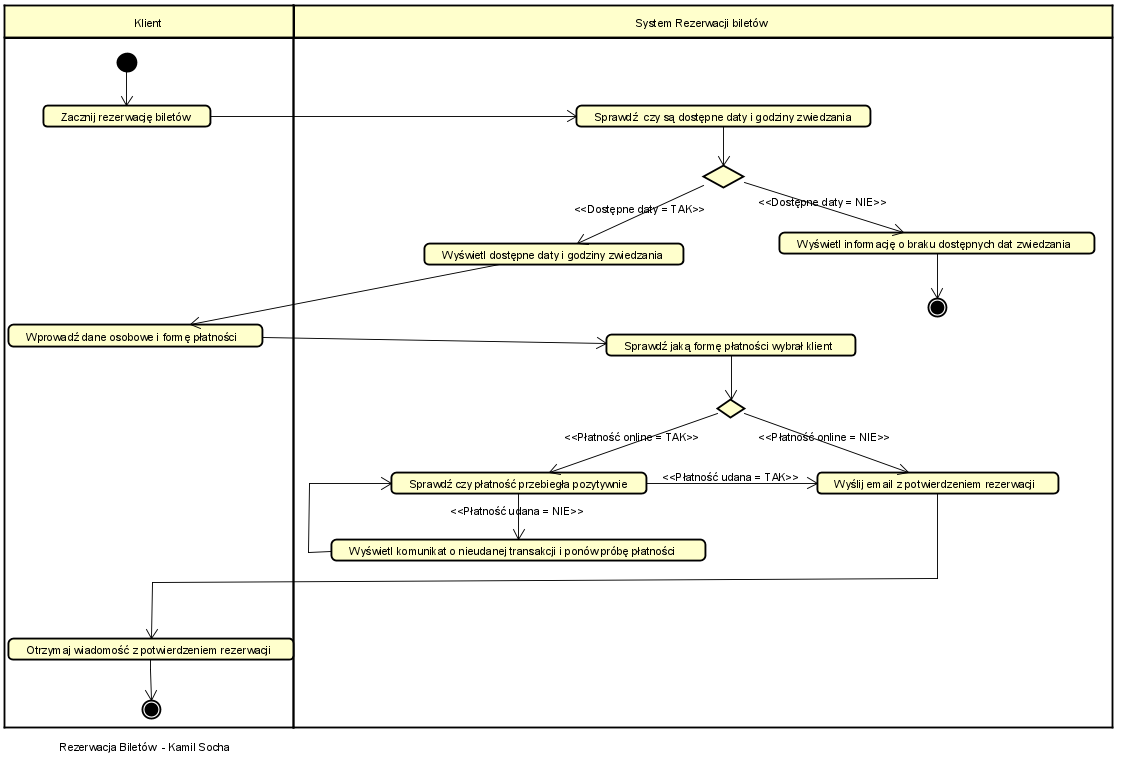 Klient
System Rezerwacji biletów
Zacznij rezerwację biletów
Sprawdź czy są dostępne daty i godziny zwiedzania
<<Dostępne daty = TAK>>
<<Dostępne daty = NIE>>
Wyświetl dostępne daty i godziny zwiedzania
Wyświetl informację o braku dostępnych dat zwiedzania
Wprowadź dane osobowe i formę płatności
Sprawdź jaką formę płatności wybrał klient
<<Płatność online = TAK>>
<<Płatność online = NIE>>
Sprawdź czy płatność przebiegła pozytywnie
<<Płatność udana = TAK>>
Wyślij email z potwierdzeniem rezerwacji
<<Płatność udana = NIE>>
Wyświetl komunikat o nieudanej transakcji i ponów próbę płatności
Otrzymaj wiadomość z potwierdzeniem rezerwacji
Rezerwacja Biletów - Kamil Socha